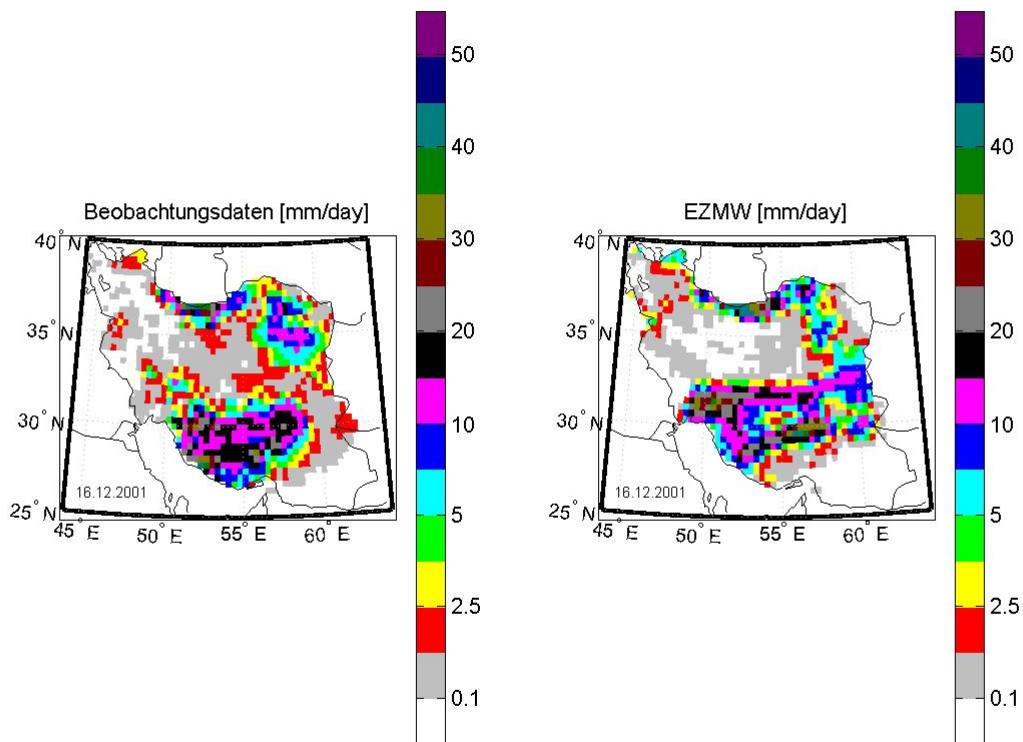 Beobachtungsdaten [mm/day]
40° N
35° N
30° N
25° N
45° E
50° E
55° E
60° E
16.12.2001
50
40
30
20
10
5
2.5
0.1
EZMW [mm/day]
40° N
35° N
30° N
25° N
45° E
50° E
55° E
60° E
16.12.2001
50
40
30
20
10
5
2.5
0.1